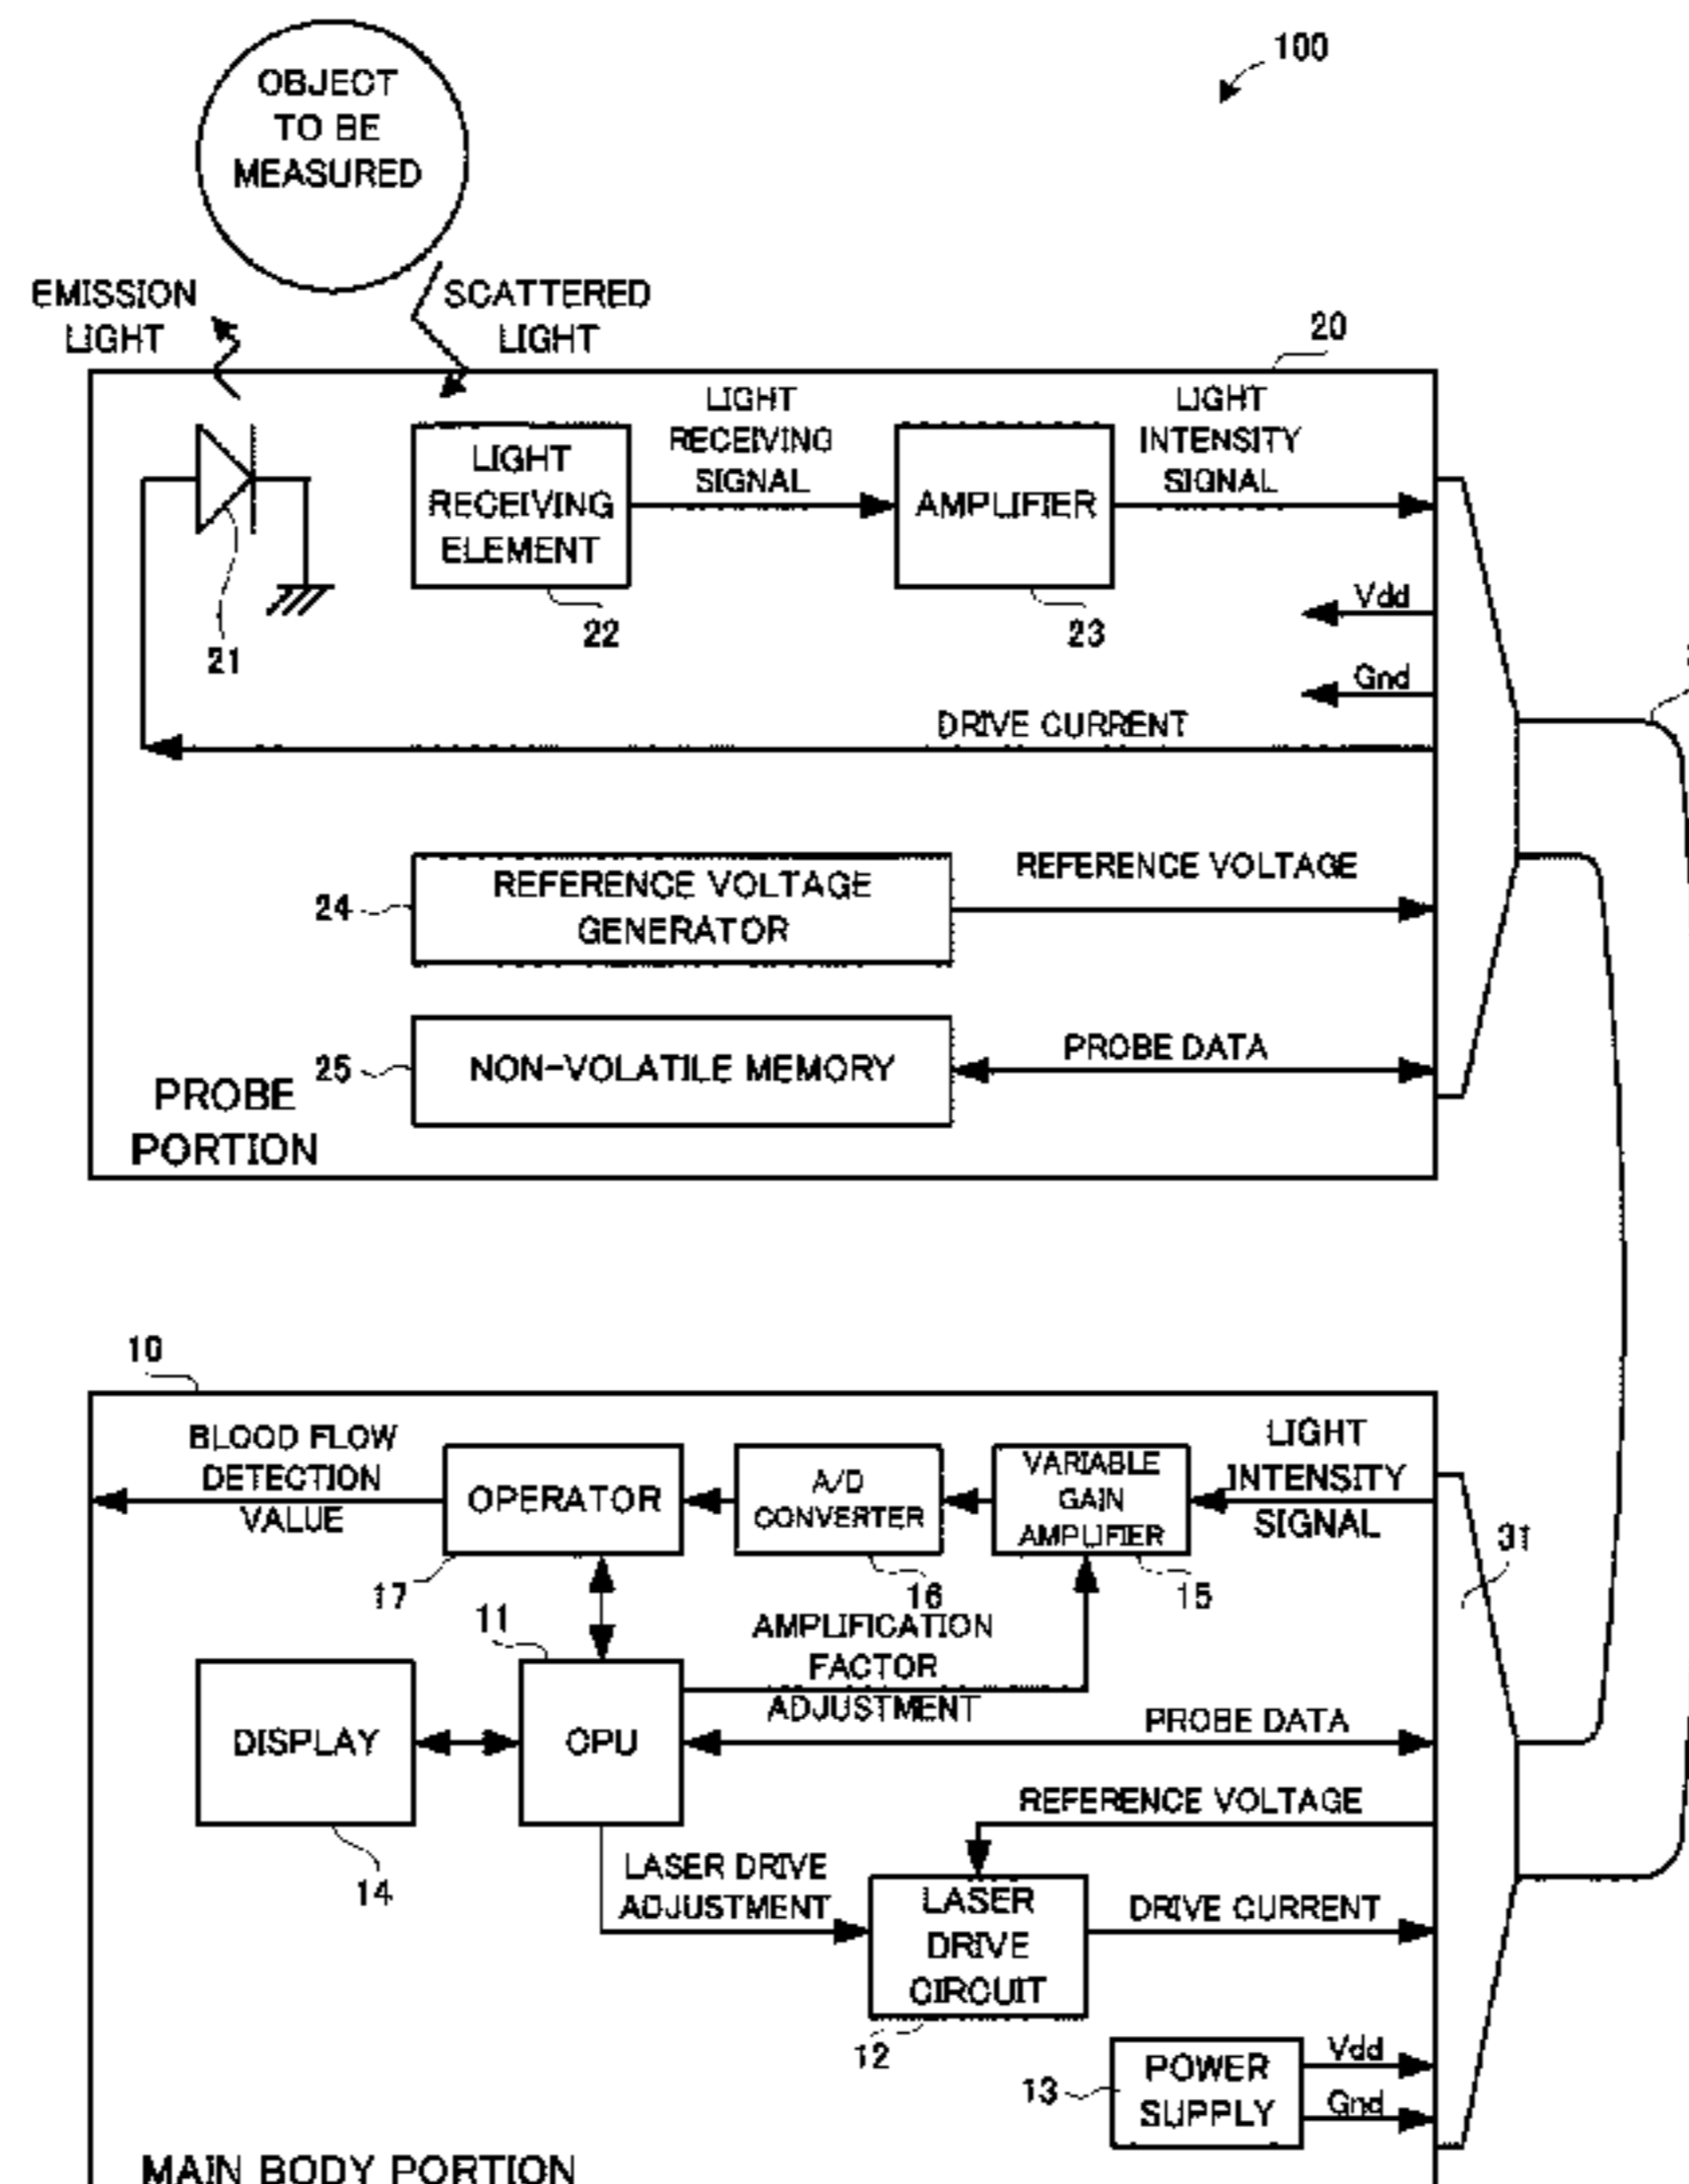 100
OBJECT
TO BE
MEASURED
EMISSION
LIGHT
SCATTERED
LIGHT
20
LIGHT
RECEIVING
SIGNAL
LIGHT
INTENSITY
SIGNAL
LIGHT
RECEIVING
ELEMENT
AMPLIFIER
21
22
23
Vdd
Gnd
DRIVE CURRENT
24
REFERENCE VOLTAGE
GENERATOR
REFERENCE VOLTAGE
25
NON-VOLATILE MEMORY
PROBE DATA
PROBE
PORTION
10
BLOOD FLOW
DETECTION
VALUE
OPERATOR
A/D
CONVERTER
VARIABLE
GAIN
AMPLIFIER
LIGHT
INTENSITY
SIGNAL
31
17
16
15
11
AMPLIFICATION
FACTOR
ADJUSTMENT
DISPLAY
CPU
PROBE DATA
REFERENCE VOLTAGE
14
LASER DRIVE
ADJUSTMENT
LASER
DRIVE
CIRCUIT
DRIVE CURRENT
12
13
POWER
SUPPLY
Vdd
Gnd
MAIN BODY PORTION